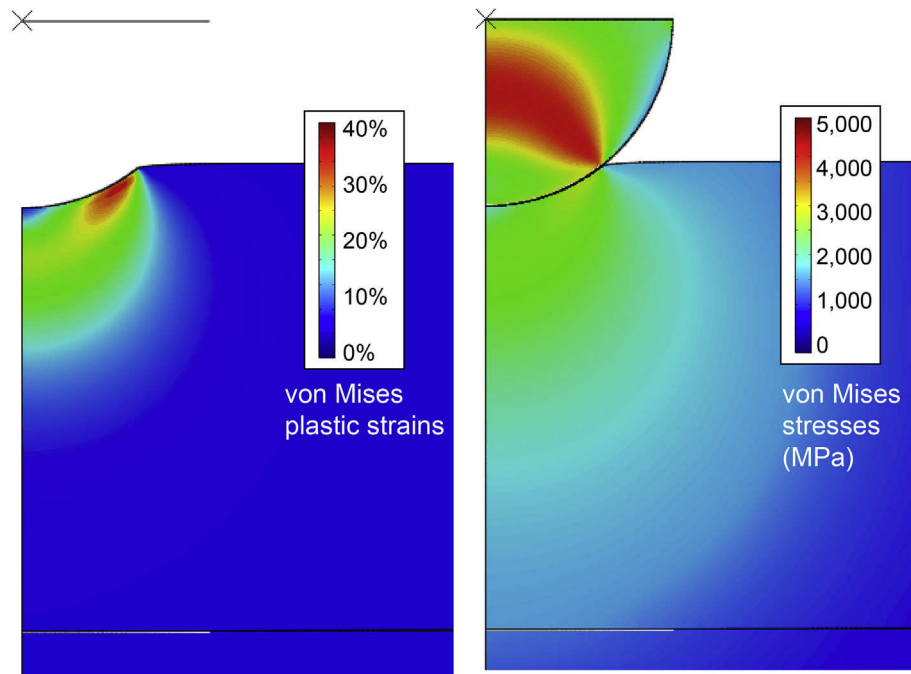 40%
30%
20%
10%
0%
von Mises
plastic strains
5,000
4,000
3,000
2,000
1,000
0
von Mises
stresses
(MPa)